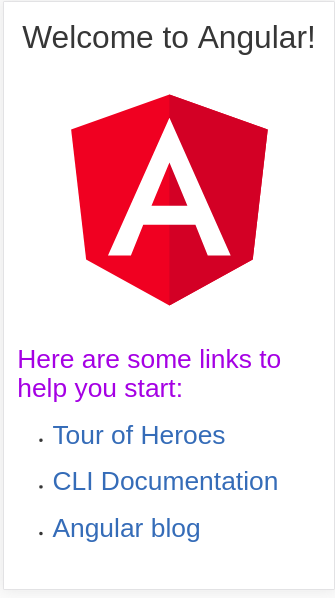 Welcome to Angular!
A
Here are some links to
help you start:
Tour of Heroes
CLI Documentation
Angular blog